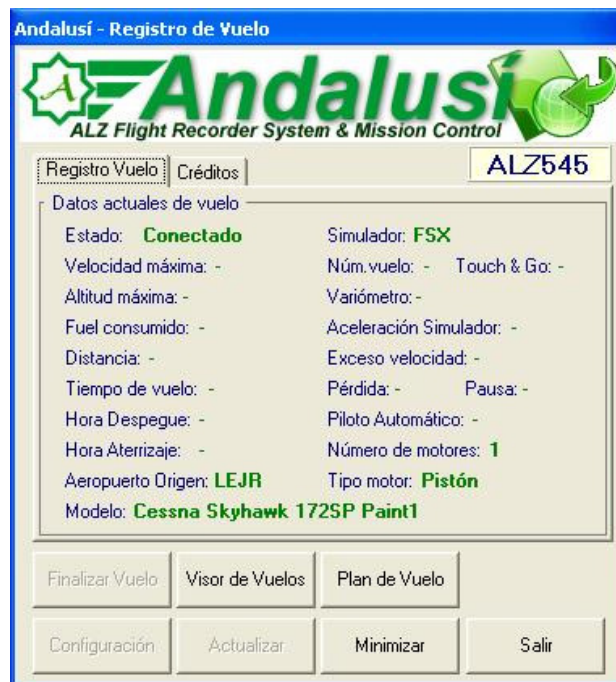 Andalusí - Registro de Vuelo
A
Andalusí
ALZ Flight Recorder System & Mission Control
Registro Vuelo Créditos ALZ545
Datos actuales de vuelo
Estado: Conectado Simulador: FSX
Velocidad máxima: - Núm.vuelo: - Touch & Go: -
Altitud máxima: - Variómetro: -
Fuel consumido: - Aceleración Simulador: -
Distancia: - Exceso velocidad: -
Tiempo de vuelo: - Pérdida: - Pausa: -
Hora Despegue: - Piloto Automático: -
Hora Aterrizaje: - Número de motores: 1
Aeropuerto Origen: LEJR Tipo motor: Pistón
Modelo: Cessna Skyhawk 172SP Paint1
Finalizar Vuelo Visor de Vuelos Plan de Vuelo
Configuración Actualizar Minimizar Salir